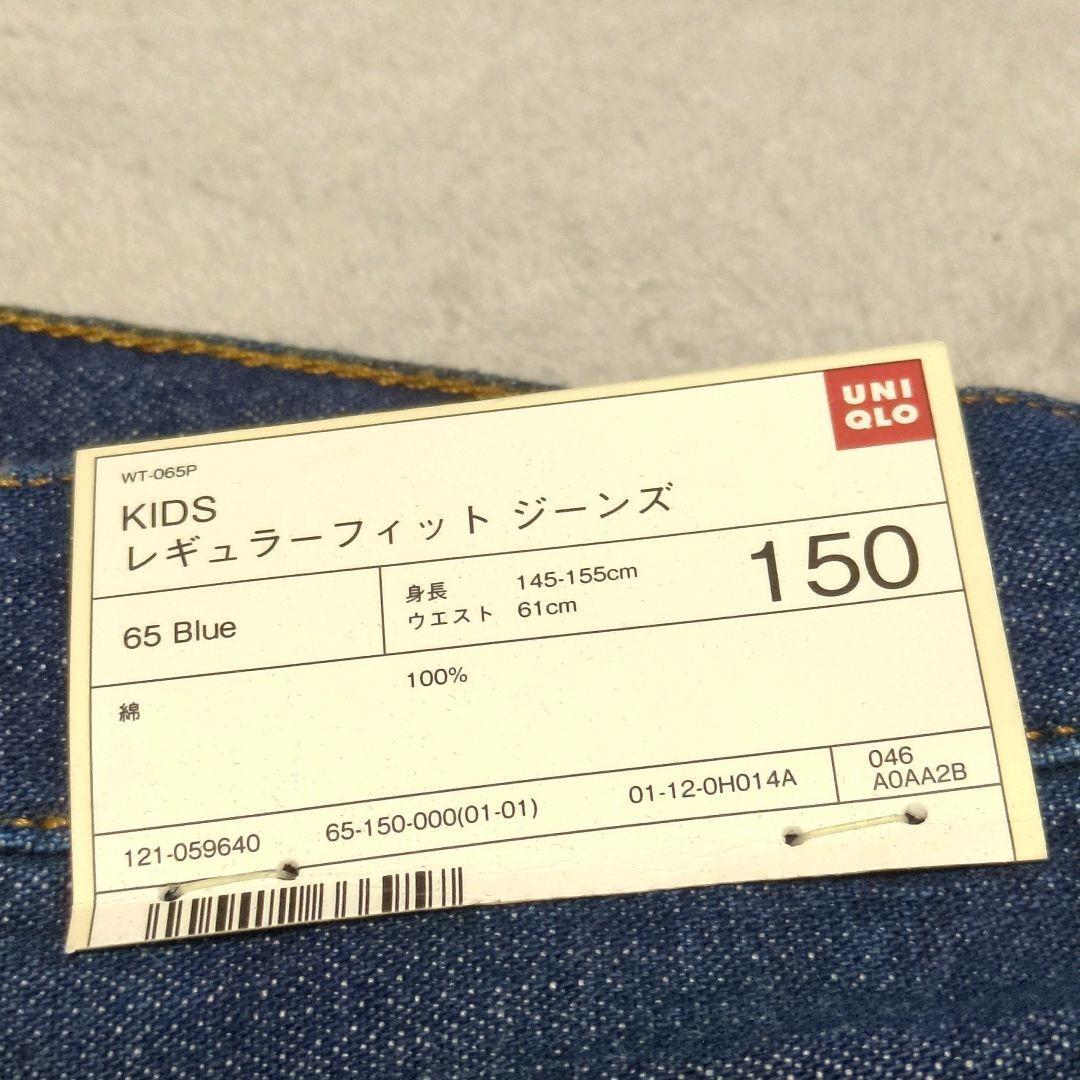 UNI
QLO
WT-065P
KIDS
レギュラーフィット ジーンズ
65 Blue
身長 145-155cm
ウエスト 61cm
150
綿 100%
121-059640 65-150-000(01-01) 01-12-0H014A
046
A0AA2B